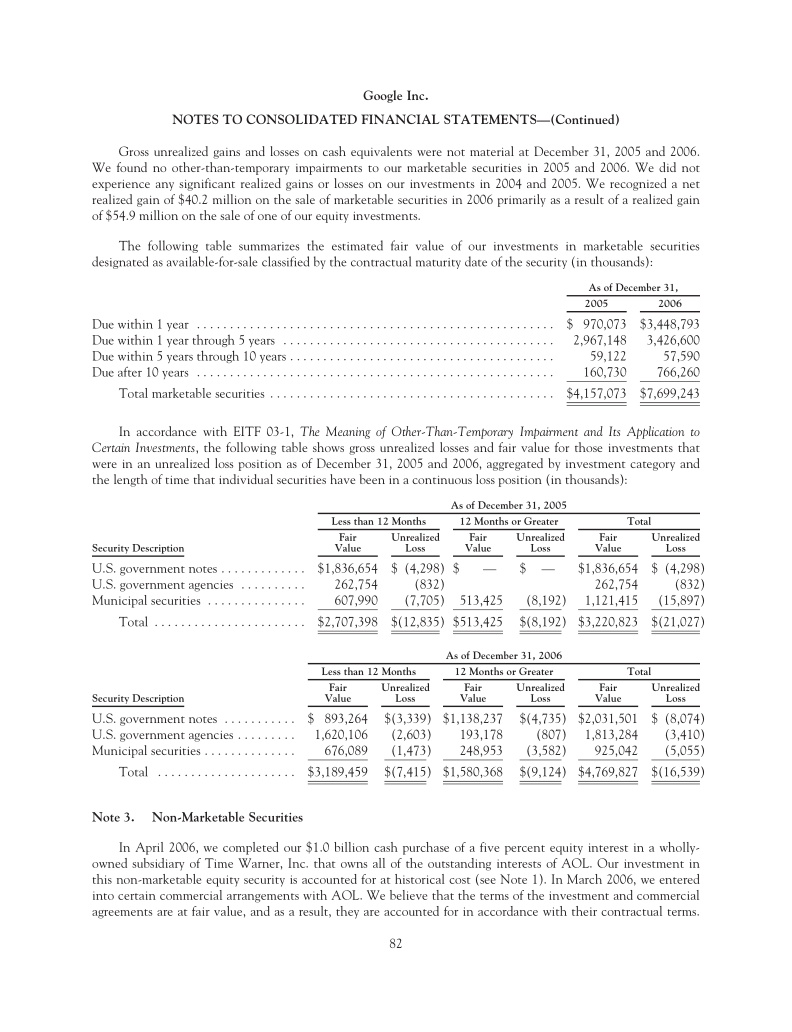 Google Inc.
NOTES TO CONSOLIDATED FINANCIAL STATEMENTS—(Continued)
Gross unrealized gains and losses on cash equivalents were not material at December 31, 2005 and 2006.
We found no other-than-temporary impairments to our marketable securities in 2005 and 2006. We did not
experience any significant realized gains or losses on our investments in 2004 and 2005. We recognized a net
realized gain of $40.2 million on the sale of marketable securities in 2006 primarily as a result of a realized gain
of $54.9 million on the sale of one of our equity investments.
The following table summarizes the estimated fair value of our investments in marketable securities
designated as available-for-sale classified by the contractual maturity date of the security (in thousands):
As of December 31,
2005 2006
Due within 1 year . . . . . . . . . . . . . . . . . . . . . . . . . . . . . . . . . . . . . . . . . . . . . . . . . . . . . . $ 970,073 $3,448,793
Due within 1 year through 5 years . . . . . . . . . . . . . . . . . . . . . . . . . . . . . . . . . . . . . . . . . 2,967,148 3,426,600
Due within 5 years through 10 years . . . . . . . . . . . . . . . . . . . . . . . . . . . . . . . . . . . . . . . . 59,122 57,590
Due after 10 years . . . . . . . . . . . . . . . . . . . . . . . . . . . . . . . . . . . . . . . . . . . . . . . . . . . . . . 160,730 766,260
Total marketable securities . . . . . . . . . . . . . . . . . . . . . . . . . . . . . . . . . . . . . . . . . . . $4,157,073 $7,699,243
In accordance with EITF 03-1, The Meaning of Other-Than-Temporary Impairment and Its Application to
Certain Investments, the following table shows gross unrealized losses and fair value for those investments that
were in an unrealized loss position as of December 31, 2005 and 2006, aggregated by investment category and
the length of time that individual securities have been in a continuous loss position (in thousands):
As of December 31, 2005
Less than 12 Months 12 Months or Greater Total
Fair Unrealized Fair Unrealized Fair Unrealized
Security Description Value Loss Value Loss Value Loss
U.S. government notes . . . . . . . . . . . . . $1,836,654 $ (4,298) $ — $ — $1,836,654 $ (4,298)
U.S. government agencies . . . . . . . . . . 262,754 (832) 262,754 (832)
Municipal securities . . . . . . . . . . . . . . . 607,990 (7,705) 513,425 (8,192) 1,121,415 (15,897)
Total . . . . . . . . . . . . . . . . . . . . . . . $2,707,398 $(12,835) $513,425 $(8,192) $3,220,823 $(21,027)
As of December 31, 2006
Less than 12 Months 12 Months or Greater Total
Fair Unrealized Fair Unrealized Fair Unrealized
Security Description Value Loss Value Loss Value Loss
U.S. government notes . . . . . . . . . . . $ 893,264 $(3,339) $1,138,237 $(4,735) $2,031,501 $ (8,074)
U.S. government agencies . . . . . . . . . 1,620,106 (2,603) 193,178 (807) 1,813,284 (3,410)
Municipal securities . . . . . . . . . . . . . . 676,089 (1,473) 248,953 (3,582) 925,042 (5,055)
Total . . . . . . . . . . . . . . . . . . . . . $3,189,459 $(7,415) $1,580,368 $(9,124) $4,769,827 $(16,539)
Note 3. Non-Marketable Securities
In April 2006, we completed our $1.0 billion cash purchase of a five percent equity interest in a wholly-
owned subsidiary of Time Warner, Inc. that owns all of the outstanding interests of AOL. Our investment in
this non-marketable equity security is accounted for at historical cost (see Note 1). In March 2006, we entered
into certain commercial arrangements with AOL. We believe that the terms of the investment and commercial
agreements are at fair value, and as a result, they are accounted for in accordance with their contractual terms.
82